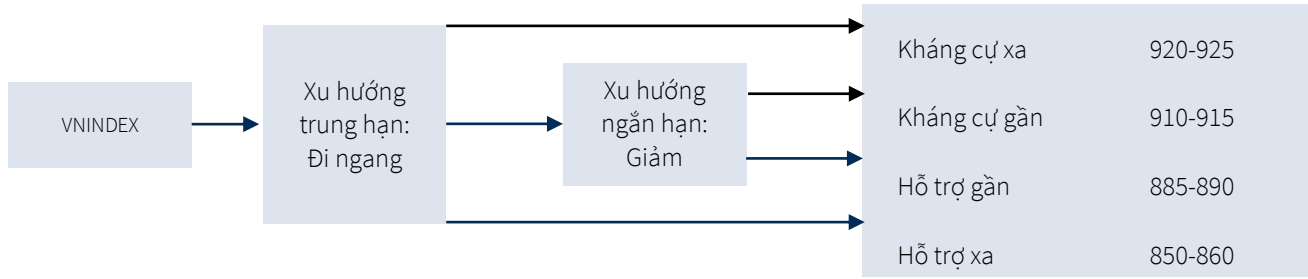 VNINDEX
Xu hướng
trung hạn:
Đi ngang
Xu hướng
ngắn hạn:
Giảm
Kháng cự xa 920-925
Kháng cự gần 910-915
Hỗ trợ gần 885-890
Hỗ trợ xa 850-860